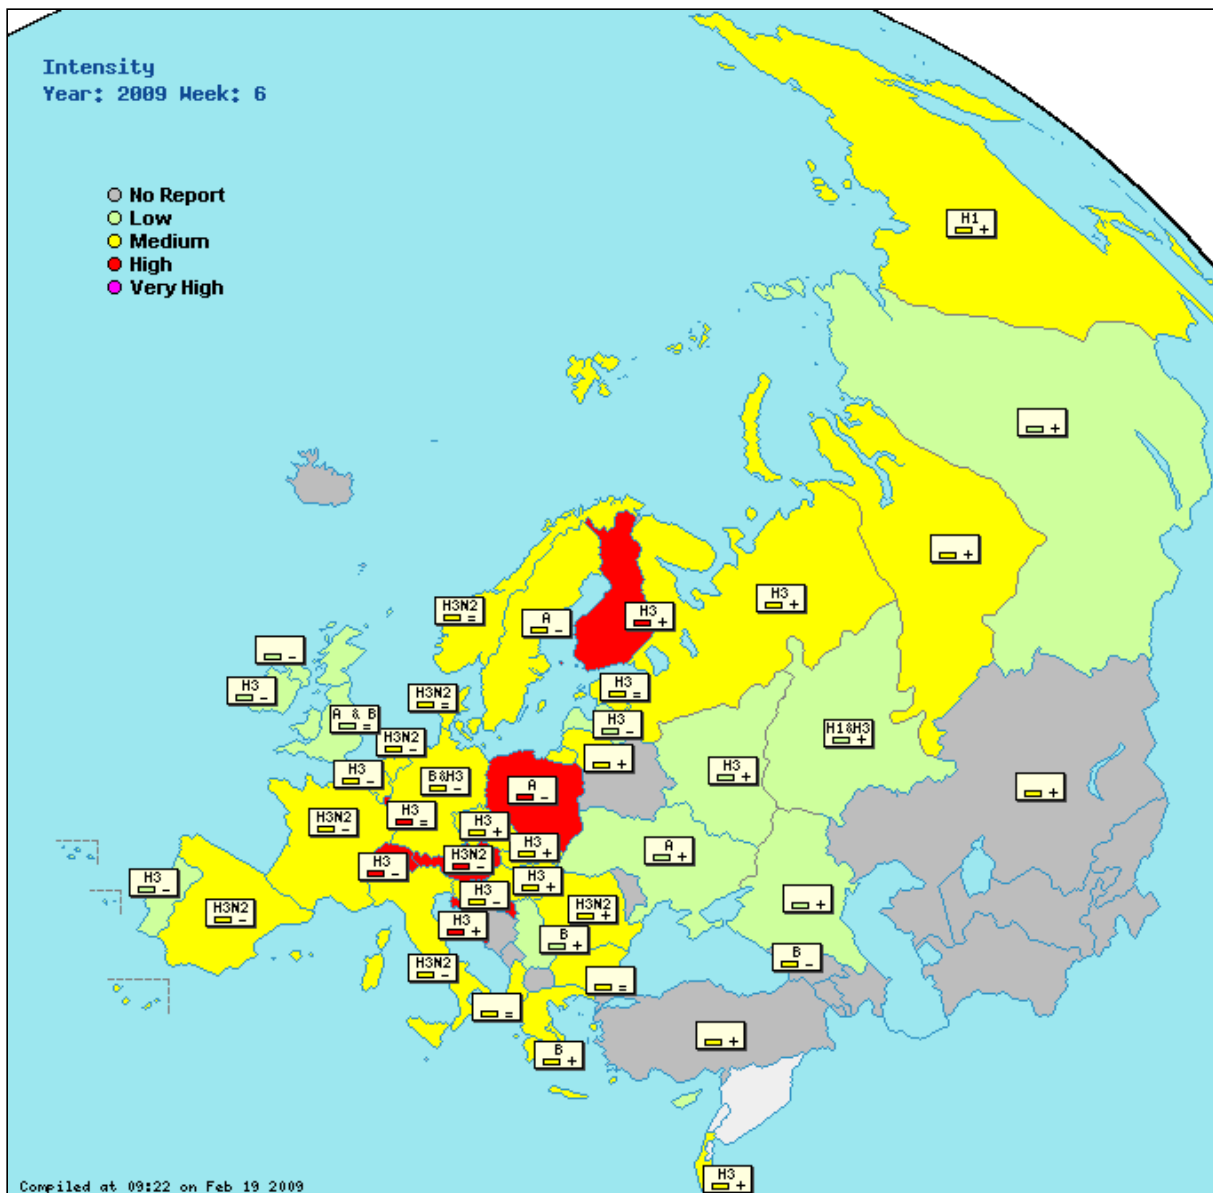 Intensity
Year: 2009 Week: 6
No Report
Low
Medium
High
Very High
H1
+
+
+
H3
+
H3N2
=
A
-
H3
+
-
H3
-
H3N2
=
H3
=
A & B
=
H3
-
H3N2
-
H1&H3
+
+
H3
-
H3
+
B&H3
-
A
-
+
H3N2
-
H3
=
H3
+
H3
+
A
+
H3
-
H3N2
-
H3
-
H3
+
H3
-
+
H3N2
-
H3N2
+
H3
+
B
+
B
-
H3N2
-
=
=
+
B
+
H3
+
Compiled at 09:22 on Feb 19 2009